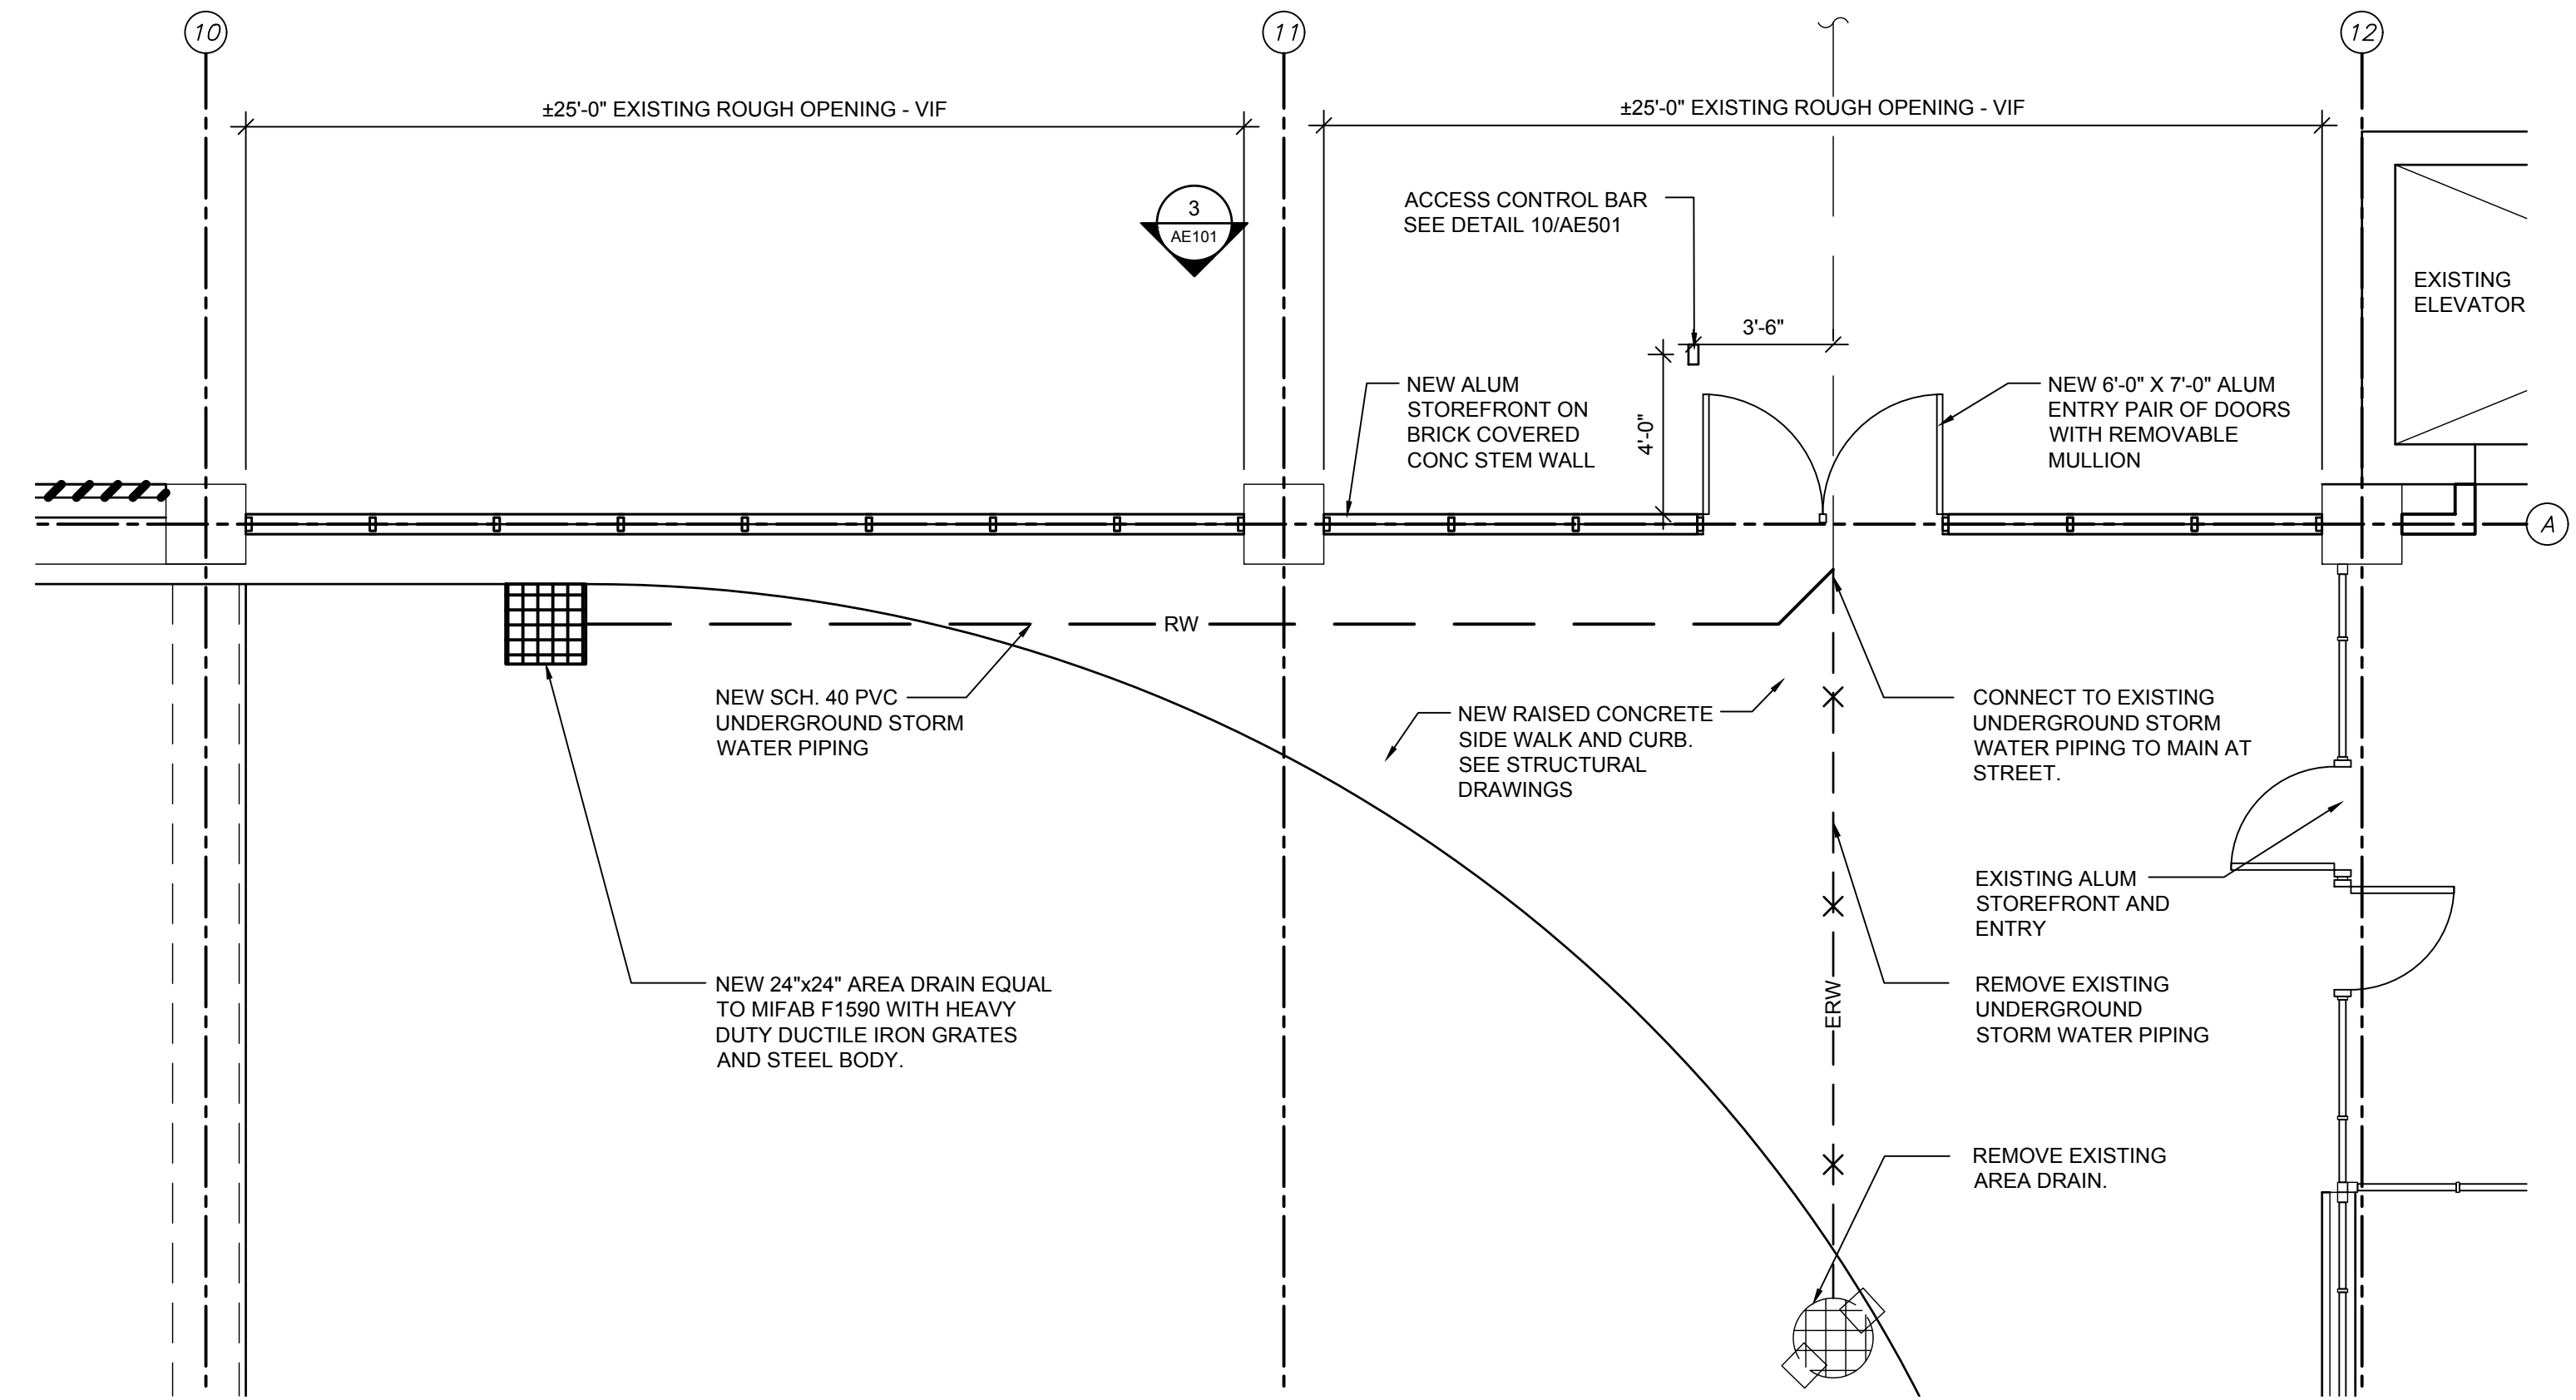 10
11
12
±25'-0" EXISTING ROUGH OPENING - VIF
±25'-0" EXISTING ROUGH OPENING - VIF
3
AE101
ACCESS CONTROL BAR
SEE DETAIL 10/AE501
EXISTING
ELEVATOR
3'-6"
4'-0"
NEW ALUM
STOREFRONT ON
BRICK COVERED
CONC STEM WALL
NEW 6'-0" X 7'-0" ALUM
ENTRY PAIR OF DOORS
WITH REMOVABLE
MULLION
A
RW
NEW SCH. 40 PVC
UNDERGROUND STORM
WATER PIPING
NEW RAISED CONCRETE
SIDE WALK AND CURB.
SEE STRUCTURAL
DRAWINGS
CONNECT TO EXISTING
UNDERGROUND STORM
WATER PIPING TO MAIN AT
STREET.
EXISTING ALUM
STOREFRONT AND
ENTRY
NEW 24"x24" AREA DRAIN EQUAL
TO MIFAB F1590 WITH HEAVY
DUTY DUCTILE IRON GRATES
AND STEEL BODY.
ERW
REMOVE EXISTING
UNDERGROUND
STORM WATER PIPING
REMOVE EXISTING
AREA DRAIN.